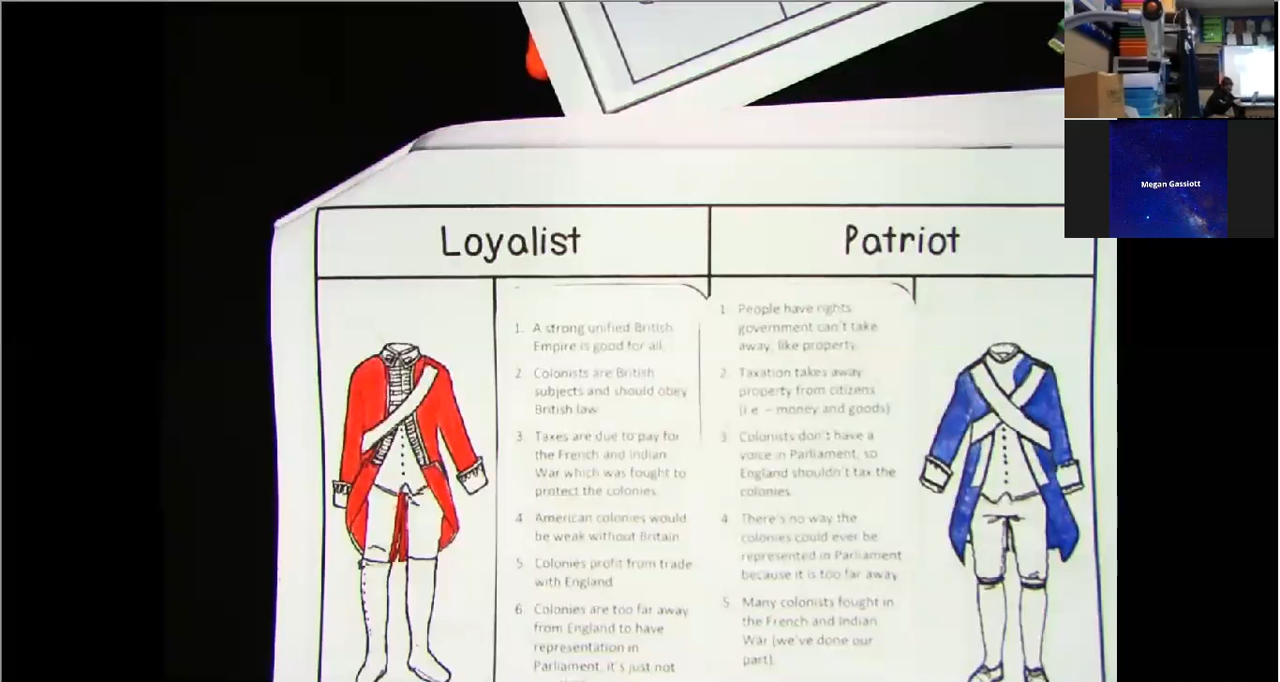 Megan Gassiott
Loyalist
Patriot
1. A strong unified British
Empire is good for all.
2. Colonists are British
subjects and should obey
British law
3. Taxes are due to pay for
the French and Indian
War which was fought to
protect the colonies.
4. American colonies would
be weak without Britain
5. Colonies profit from trade
with England
6. Colonies are too far away
from England to have
representation in
Parliament, it's just not
1. People have rights
government can't take
away, like property.
2. Taxation takes away
property from citizens
(i.e. – money and goods)
3. Colonists don't have a
voice in Parliament, so
England shouldn't tax the
colonies.
4. There's no way the
colonies could ever be
represented in Parliament
because it is too far away
5. Many colonists fought in
the French and Indian
War (we've done our
part).